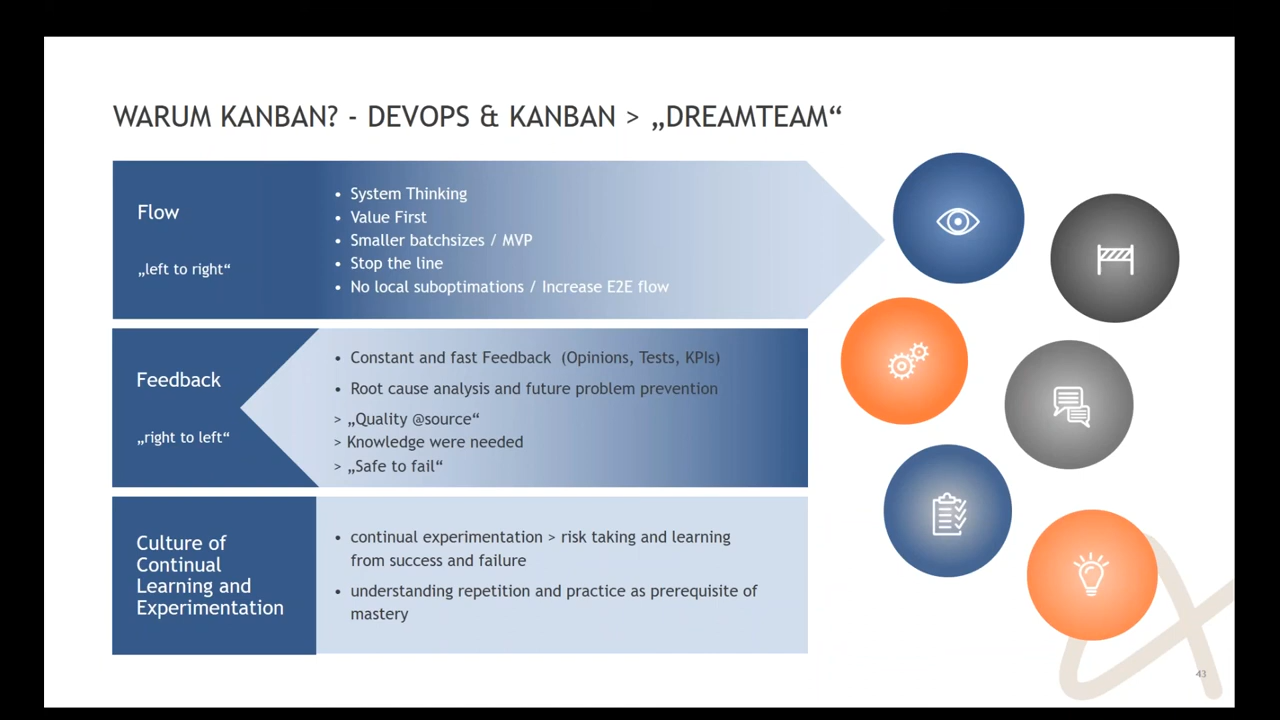 WARUM KANBAN? - DEVOPS & KANBAN > „DREAMTEAM“
Flow
„left to right“
• System Thinking
• Value First
• Smaller batchsizes / MVP
• Stop the line
• No local suboptimations / Increase E2E flow
Feedback
„right to left“
• Constant and fast Feedback (Opinions, Tests, KPIs)
• Root cause analysis and future problem prevention
> „Quality @source“
> Knowledge were needed
> „Safe to fail“
Culture of
Continual
Learning and
Experimentation
• continual experimentation > risk taking and learning
from success and failure
• understanding repetition and practice as prerequisite of
mastery
43